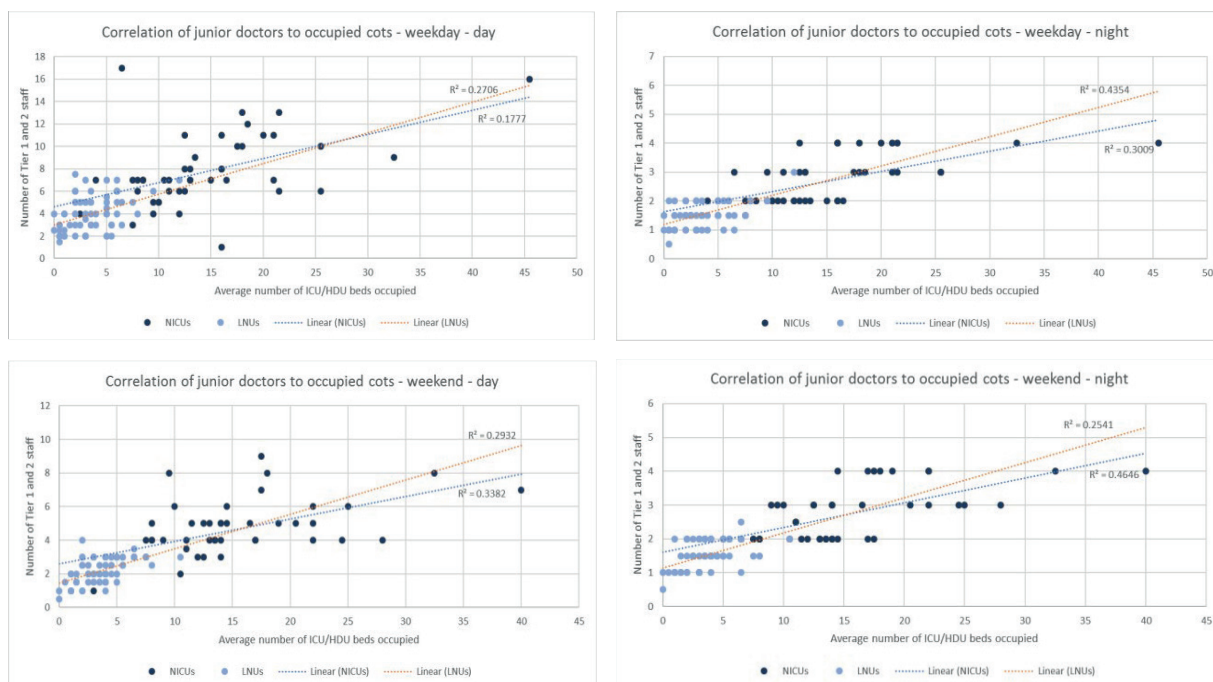 Correlation of junior doctors to occupied cots - weekday - day
Number of Tier 1 and 2 staff
18
16
14
12
10
8
6
4
2
0
R² = 0.2706
R² = 0.1777
0 5 10 15 20 25 30 35 40 45 50
Average number of ICU/HDU beds occupied
NICUs LNUs Linear (NICUs) Linear (LNUs)
Correlation of junior doctors to occupied cots - weekday - night
Number of Tier 1 and 2 staff
7
6
5
4
3
2
1
0
R² = 0.4354
R² = 0.3009
0 5 10 15 20 25 30 35 40 45 50
Average number of ICU/HDU beds occupied
NICUs LNUs Linear (NICUs) Linear (LNUs)
Correlation of junior doctors to occupied cots - weekend - day
Number of Tier 1 and 2 staff
12
10
8
6
4
2
0
R² = 0.2932
R² = 0.3382
0 5 10 15 20 25 30 35 40 45
Average number of ICU/HDU beds occupied
NICUs LNUs Linear (NICUs) Linear (LNUs)
Correlation of junior doctors to occupied cots - weekend - night
Number of Tier 1 and 2 staff
6
5
4
3
2
1
0
R² = 0.2541
R² = 0.4646
0 5 10 15 20 25 30 35 40 45
Average number of ICU/HDU beds occupied
NICUs LNUs Linear (NICUs) Linear (LNUs)